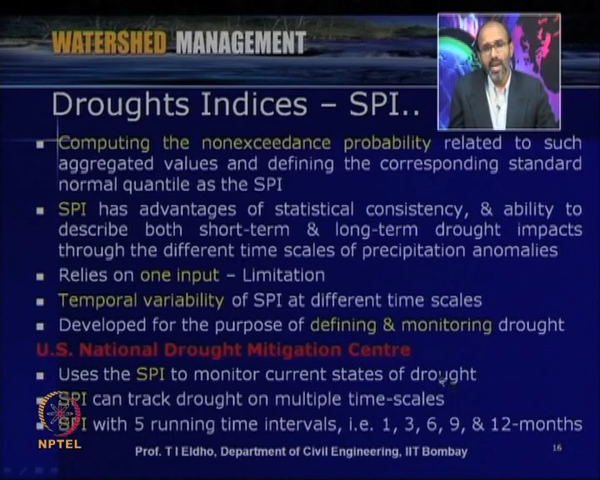 WATERSHED MANAGEMENT
Droughts Indices – SPI..
▪ Computing the nonexceedance probability related to such
aggregated values and defining the corresponding standard
normal quantile as the SPI
▪ SPI has advantages of statistical consistency, & ability to
describe both short-term & long-term drought impacts
through the different time scales of precipitation anomalies
▪ Relies on one input – Limitation
▪ Temporal variability of SPI at different time scales
▪ Developed for the purpose of defining & monitoring drought
U.S. National Drought Mitigation Centre
▪ Uses the SPI to monitor current states of drought
▪ SPI can track drought on multiple time-scales
▪ SPI with 5 running time intervals, i.e. 1, 3, 6, 9, & 12-months
NPTEL
Prof. T I Eldho, Department of Civil Engineering, IIT Bombay
16